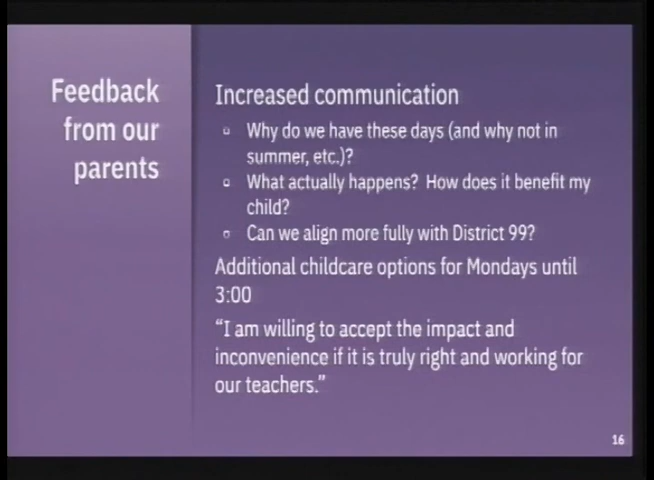 Feedback
from our
parents
Increased communication
▫ Why do we have these days (and why not in
summer, etc.)?
▫ What actually happens? How does it benefit my
child?
▫ Can we align more fully with District 99?
Additional childcare options for Mondays until
3:00
“I am willing to accept the impact and
inconvenience if it is truly right and working for
our teachers.”
16